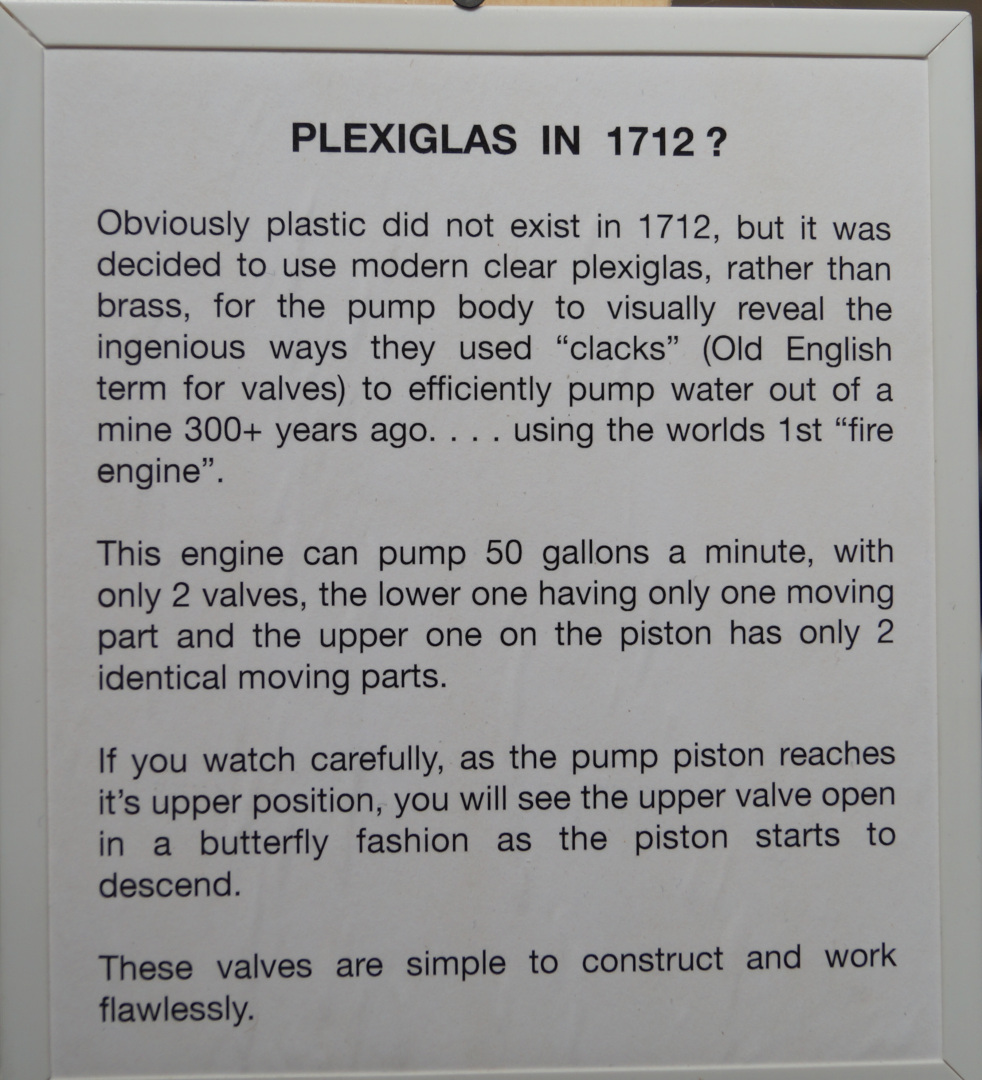 PLEXIGLAS IN 1712 ?
Obviously plastic did not exist in 1712, but it was
decided to use modern clear plexiglas, rather than
brass, for the pump body to visually reveal the
ingenious ways they used “clacks” (Old English
term for valves) to efficiently pump water out of a
mine 300+ years ago. . . . using the worlds 1st “fire
engine”.
This engine can pump 50 gallons a minute, with
only 2 valves, the lower one having only one moving
part and the upper one on the piston has only 2
identical moving parts.
If you watch carefully, as the pump piston reaches
it’s upper position, you will see the upper valve open
in a butterfly fashion as the piston starts to
descend.
These valves are simple to construct and work
flawlessly.